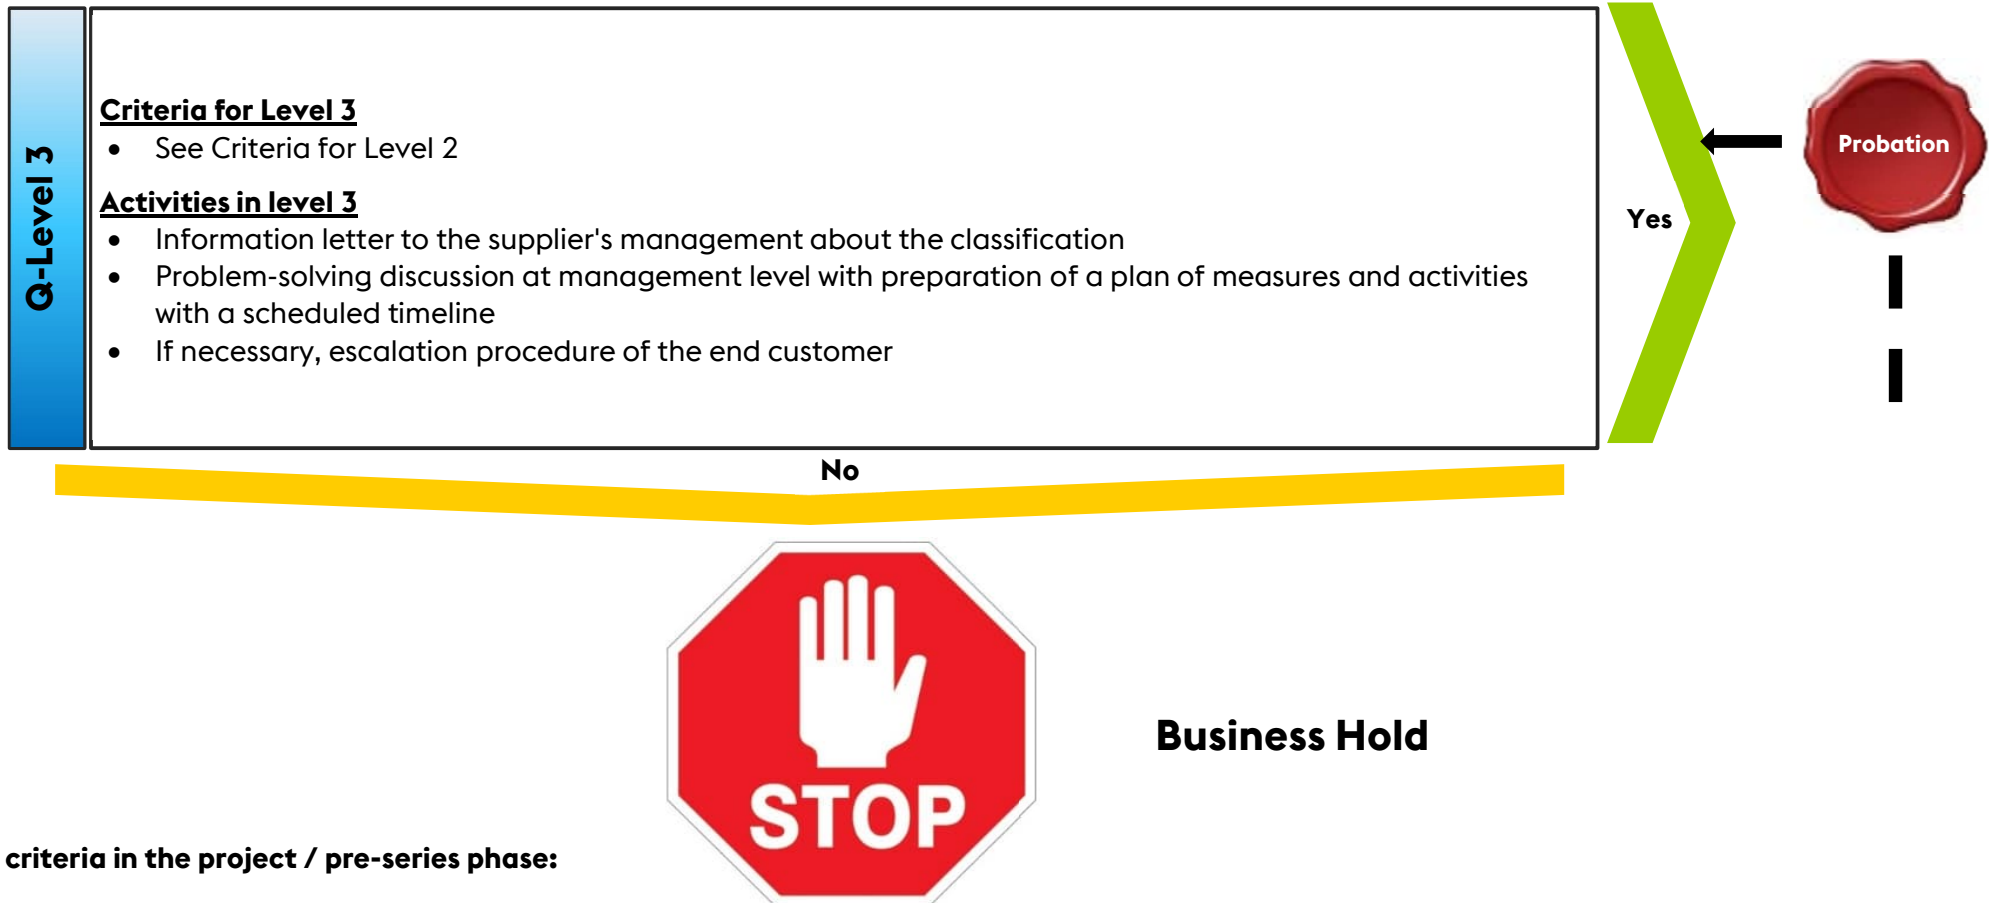 Q-Level 3
Criteria for Level 3
• See Criteria for Level 2
Activities in level 3
• Information letter to the supplier's management about the classification
• Problem-solving discussion at management level with preparation of a plan of measures and activities
with a scheduled timeline
• If necessary, escalation procedure of the end customer
Yes
Probation
No
STOP
Business Hold
criteria in the project / pre-series phase: